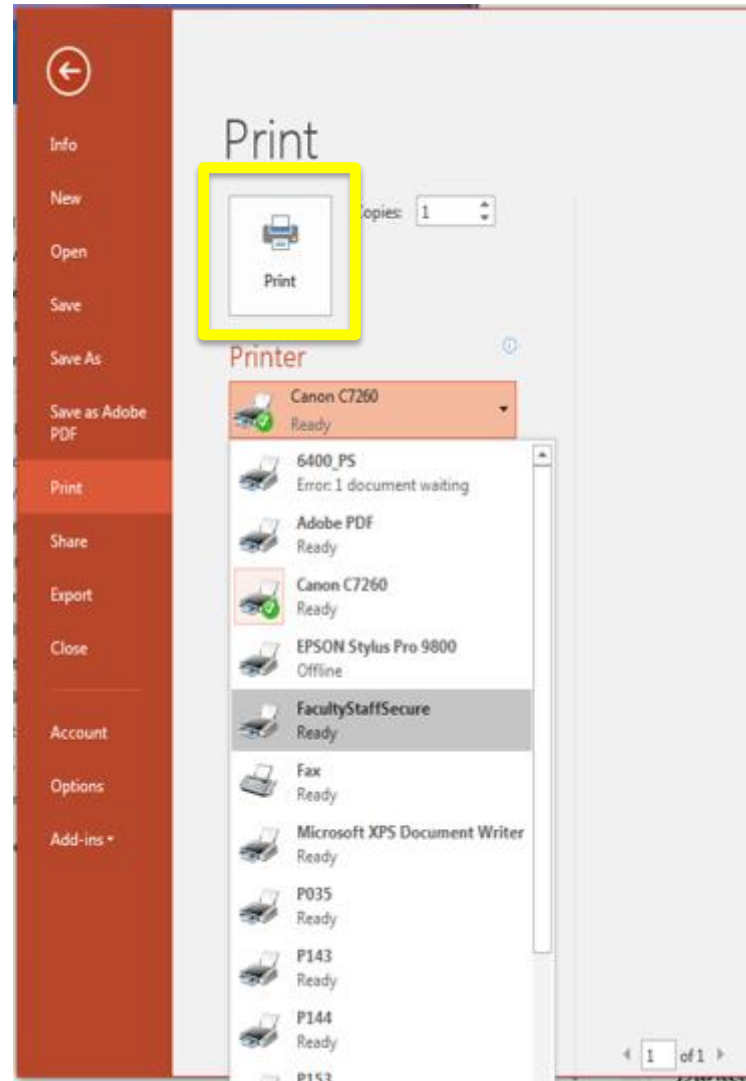 Info
New
Open
Save
Save As
Save as Adobe
PDF
Print
Share
Export
Close
Account
Options
Add-ins
Print
Print
Copies: 1
Printer
Canon C7260
Ready
6400_PS
Error: 1 document waiting
Adobe PDF
Ready
Canon C7260
Ready
EPSON Stylus Pro 9800
Offline
FacultyStaffSecure
Ready
Fax
Ready
Microsoft XPS Document Writer
Ready
P035
Ready
P143
Ready
P144
Ready
P153
1 of 1